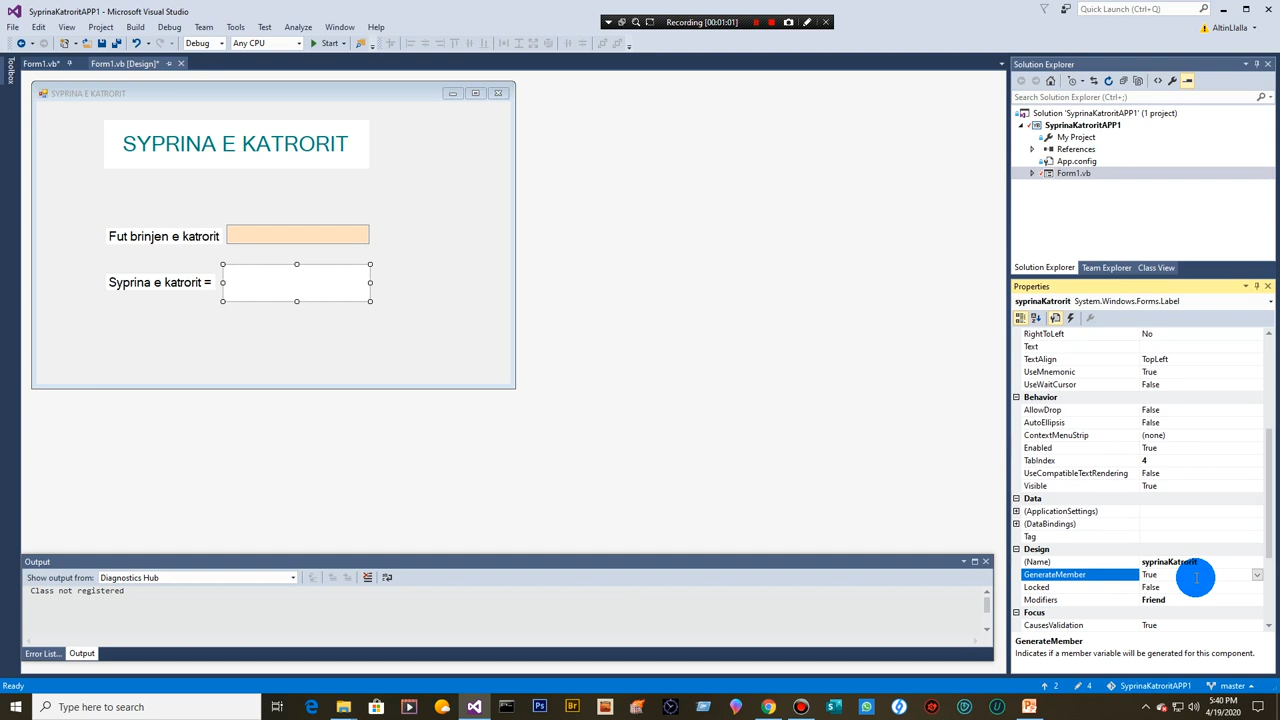 SyprinaKatroritAPP1 - Microsoft Visual Studio
Recording [00:01:01]
Quick Launch (Ctrl+Q)
File Edit View Project Build Debug Team Tools Test Analyze Window Help
AltinLlalla
Debug Any CPU Start
Toolbox
Form1.vb* Form1.vb [Design]*
SYPRINA E KATRORIT
SYPRINA E KATRORIT
Fut brinjen e katrorit
Syprina e katrorit =
Solution Explorer
Search Solution Explorer (Ctrl+;)
Solution 'SyprinaKatroritAPP1' (1 project)
SyprinaKatroritAPP1
My Project
References
App.config
Form1.vb
Solution Explorer Team Explorer Class View
Properties
syprinaKatrorit System.Windows.Forms.Label
RightToLeft No
Text
TextAlign TopLeft
UseMnemonic True
UseWaitCursor False
Behavior
AllowDrop False
AutoEllipsis False
ContextMenuStrip (none)
Enabled True
TabIndex 4
UseCompatibleTextRendering False
Visible True
Data
(ApplicationSettings)
(DataBindings)
Tag
Design
(Name) syprinaKatrorit
GenerateMember True
Locked False
Modifiers Friend
Focus
CausesValidation True
GenerateMember
Indicates if a member variable will be generated for this component.
Output
Show output from: Diagnostics Hub
Class not registered
Error List... Output
Ready 2 4 SyprinaKatroritAPP1 master
Type here to search
5:40 PM
4/19/2020